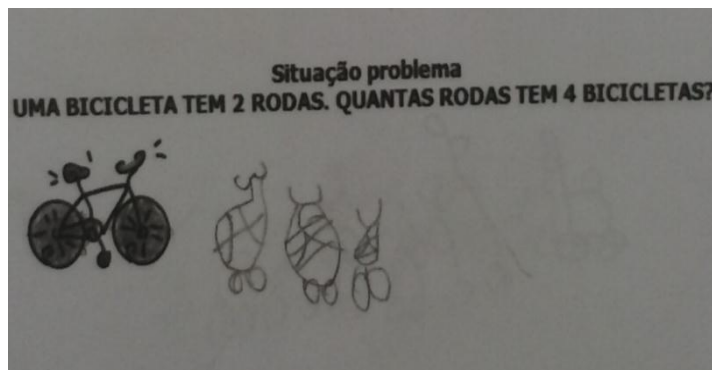 Situação problema
UMA BICICLETA TEM 2 RODAS. QUANTAS RODAS TEM 4 BICICLETAS?